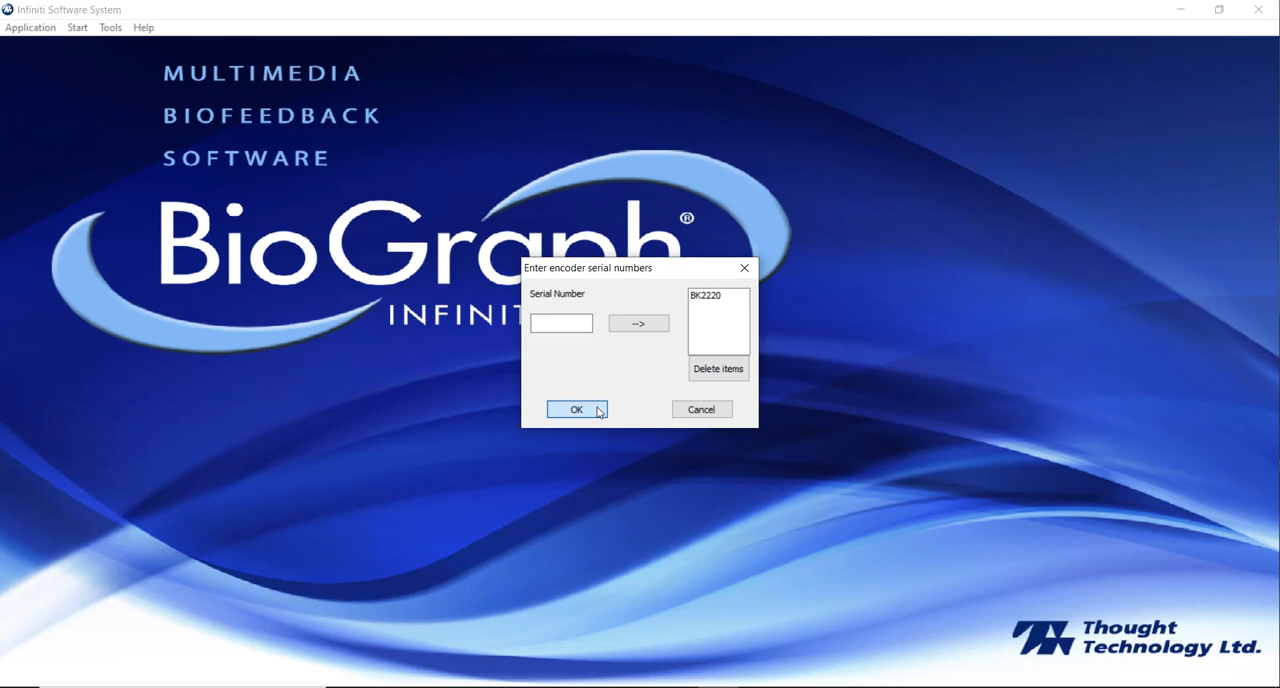 Infiniti Software System
Application Start Tools Help
MULTIMEDIA
BIOFEEDBACK
SOFTWARE
BioGraph®
INFINIT
Enter encoder serial numbers
Serial Number
BK2220
-->
Delete items
OK Cancel
Thought
Technology Ltd.